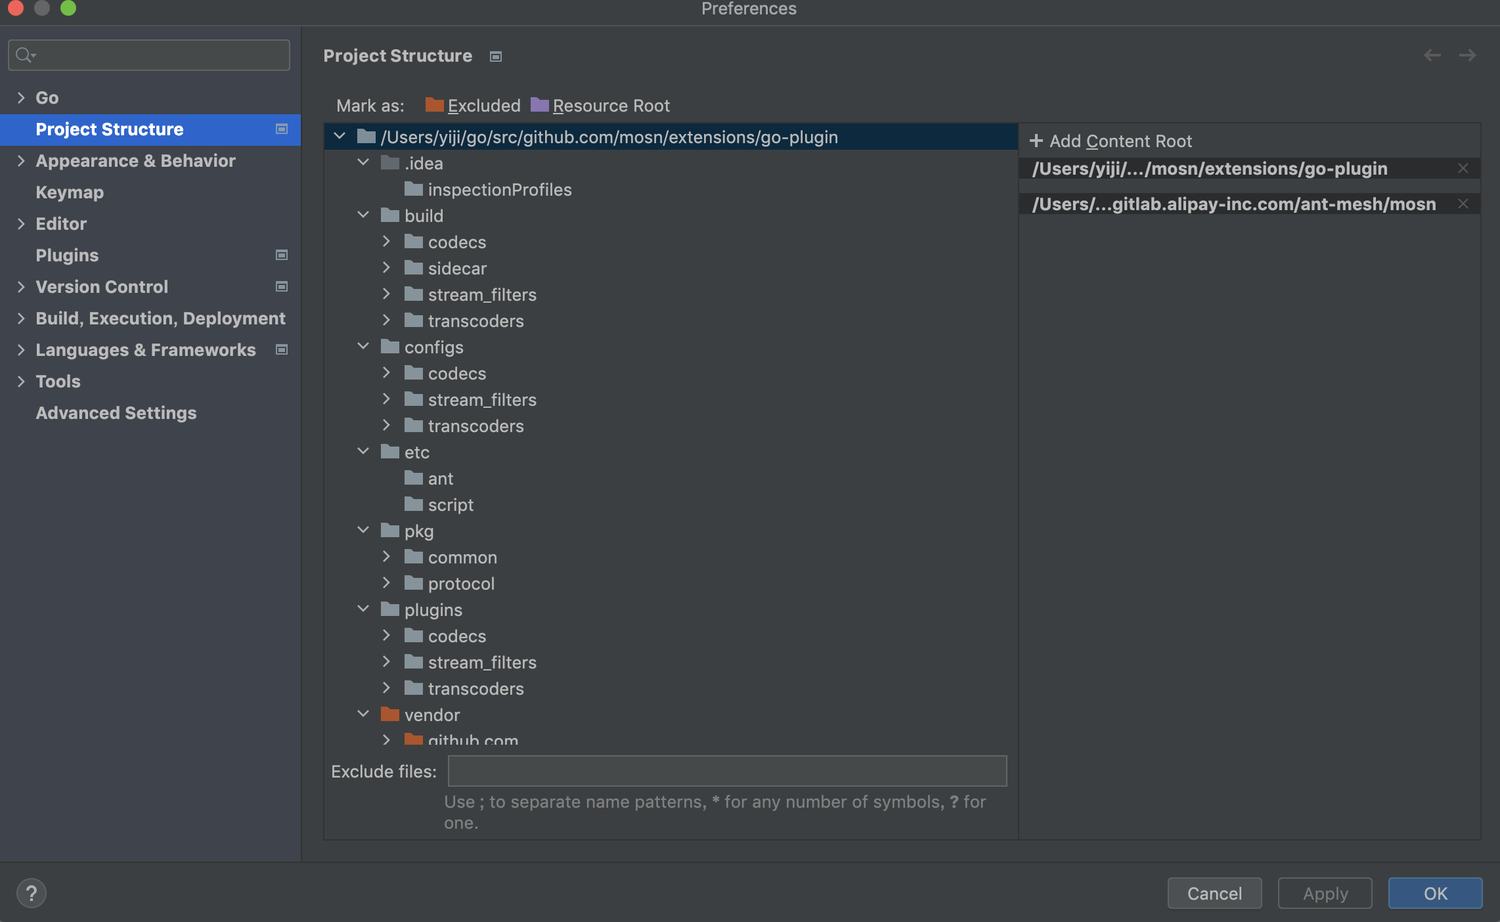 Preferences
Go
Project Structure
Appearance & Behavior
Keymap
Editor
Plugins
Version Control
Build, Execution, Deployment
Languages & Frameworks
Tools
Advanced Settings
Project Structure
Mark as: Excluded Resource Root
/Users/yiji/go/src/github.com/mosn/extensions/go-plugin
.idea
inspectionProfiles
build
codecs
sidecar
stream_filters
transcoders
configs
codecs
stream_filters
transcoders
etc
ant
script
pkg
common
protocol
plugins
codecs
stream_filters
transcoders
vendor
github.com
Exclude files:
Use ; to separate name patterns, * for any number of symbols, ? for
one.
+ Add Content Root
/Users/yiji/.../mosn/extensions/go-plugin
/Users/...gitlab.alipay-inc.com/ant-mesh/mosn
?
Cancel
Apply
OK